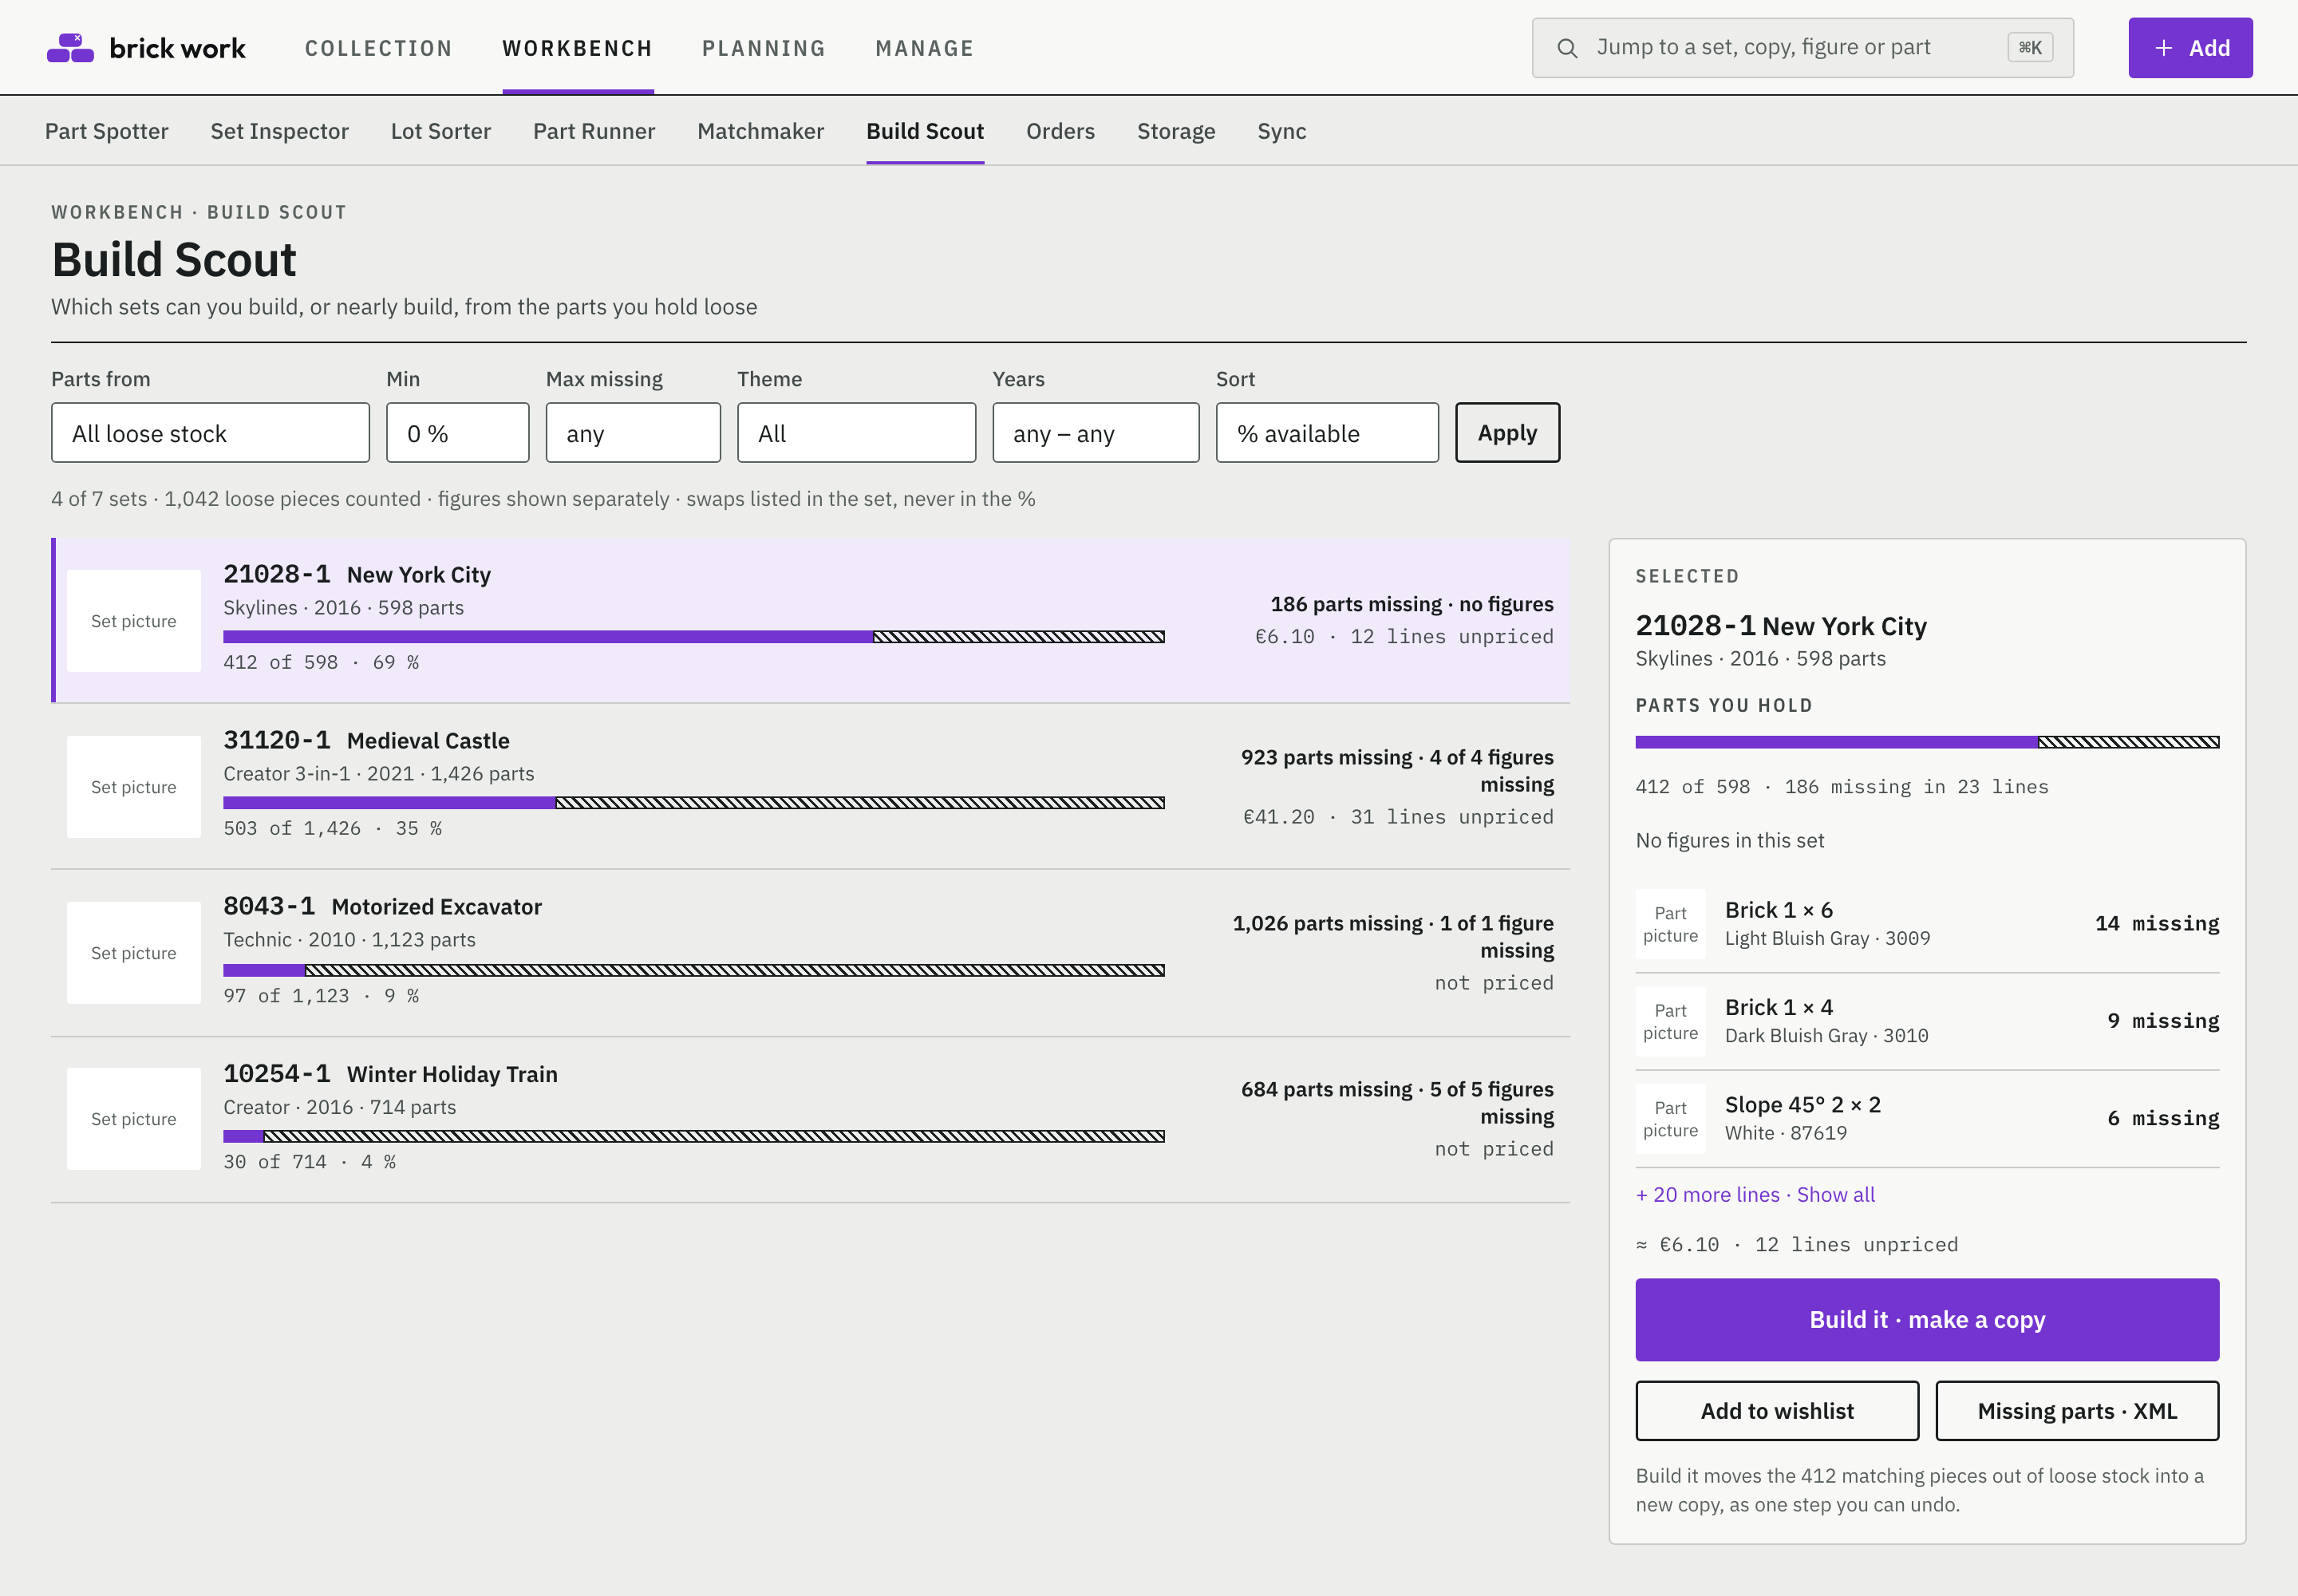 brick work
COLLECTION
WORKBENCH
PLANNING
MANAGE
Jump to a set, copy, figure or part
⌘K
+ Add
Part Spotter
Set Inspector
Lot Sorter
Part Runner
Matchmaker
Build Scout
Orders
Storage
Sync
WORKBENCH · BUILD SCOUT
Build Scout
Which sets can you build, or nearly build, from the parts you hold loose
Parts from
Min
Max missing
Theme
Years
Sort
All loose stock
0 %
any
All
any – any
% available
Apply
4 of 7 sets · 1,042 loose pieces counted · figures shown separately · swaps listed in the set, never in the %
Set picture
21028-1 New York City
Skylines · 2016 · 598 parts
412 of 598 · 69 %
186 parts missing · no figures
€6.10 · 12 lines unpriced
Set picture
31120-1 Medieval Castle
Creator 3-in-1 · 2021 · 1,426 parts
503 of 1,426 · 35 %
923 parts missing · 4 of 4 figures
missing
€41.20 · 31 lines unpriced
Set picture
8043-1 Motorized Excavator
Technic · 2010 · 1,123 parts
97 of 1,123 · 9 %
1,026 parts missing · 1 of 1 figure
missing
not priced
Set picture
10254-1 Winter Holiday Train
Creator · 2016 · 714 parts
30 of 714 · 4 %
684 parts missing · 5 of 5 figures
missing
not priced
SELECTED
21028-1 New York City
Skylines · 2016 · 598 parts
PARTS YOU HOLD
412 of 598 · 186 missing in 23 lines
No figures in this set
Part
picture
Brick 1 × 6
Light Bluish Gray · 3009
14 missing
Part
picture
Brick 1 × 4
Dark Bluish Gray · 3010
9 missing
Part
picture
Slope 45° 2 × 2
White · 87619
6 missing
+ 20 more lines · Show all
≈ €6.10 · 12 lines unpriced
Build it · make a copy
Add to wishlist
Missing parts · XML
Build it moves the 412 matching pieces out of loose stock into a
new copy, as one step you can undo.